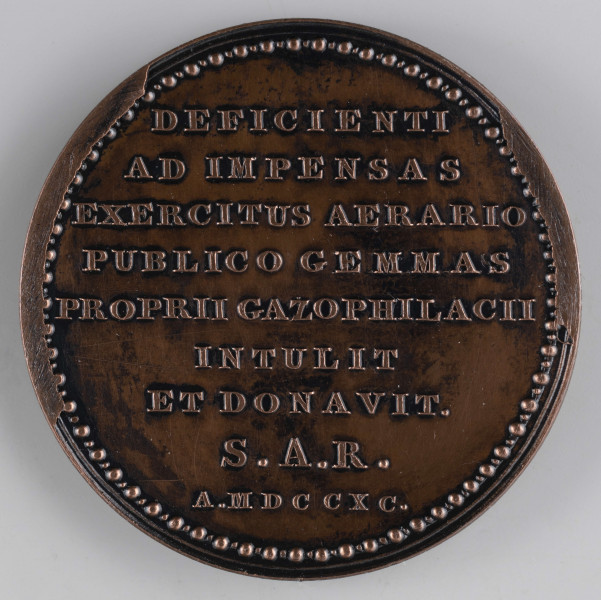 DEFICIENTI
AD IMPENSAS
EXERCITUS AERARIO
PUBLICO GEMMAS
PROPRII GAZOPHILACII
INTULIT
ET DONAVIT.
S.A.R.
A.MDCCXC.